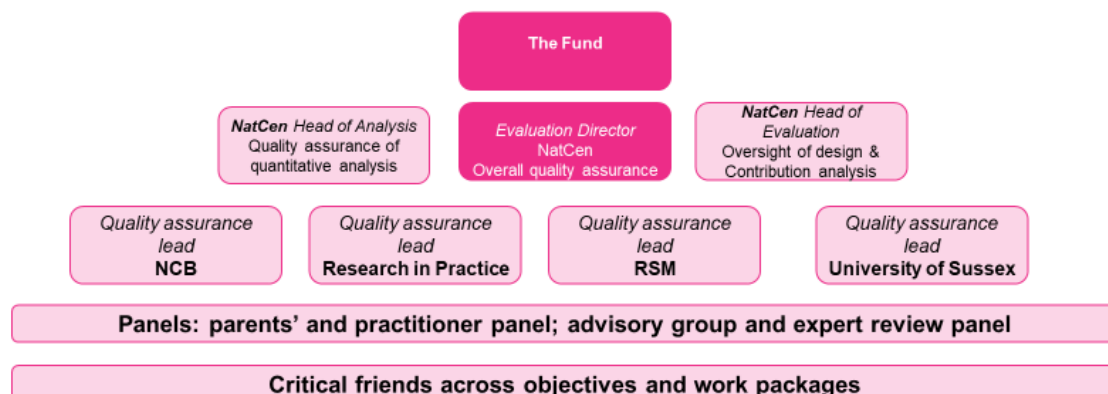 The Fund
NatCen Head of Analysis
Quality assurance of
quantitative analysis
Evaluation Director
NatCen
Overall quality assurance
NatCen Head of
Evaluation
Oversight of design &
Contribution analysis
Quality assurance
lead
NCB
Quality assurance
lead
Research in Practice
Quality assurance
lead
RSM
Quality assurance
lead
University of Sussex
Panels: parents’ and practitioner panel; advisory group and expert review panel
Critical friends across objectives and work packages